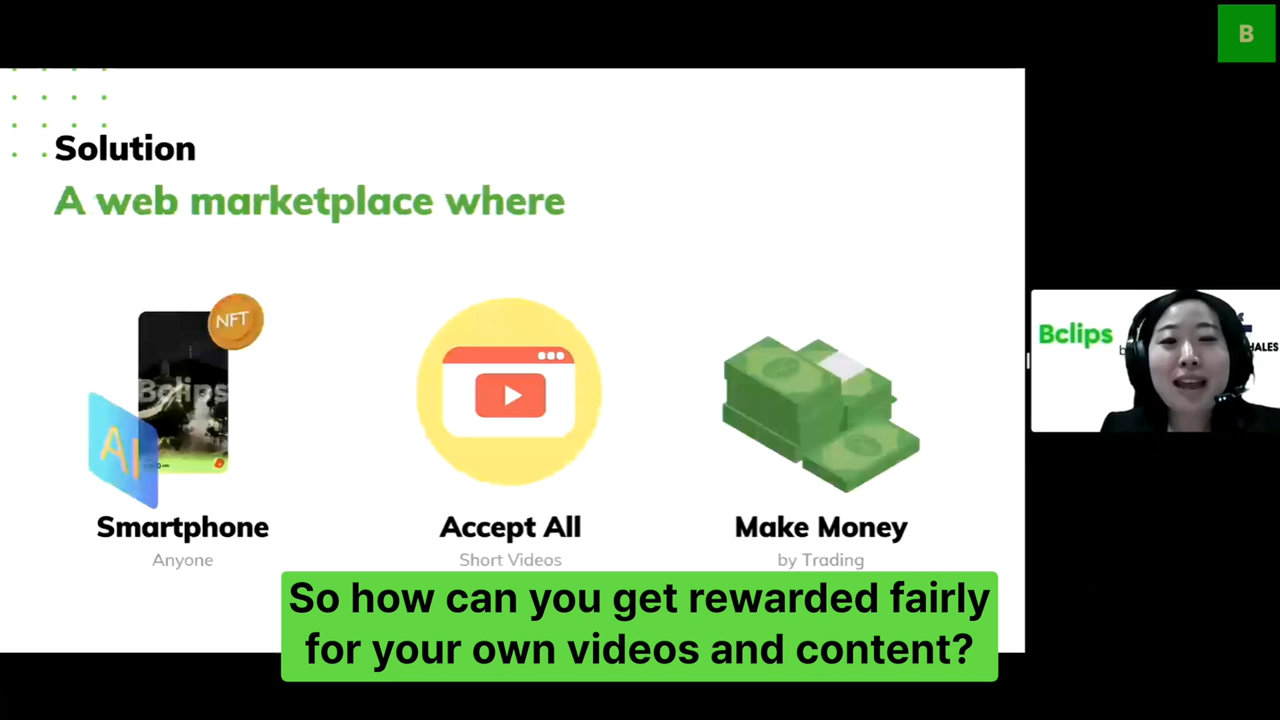 B
Solution
A web marketplace where
NFT
Bclips
AI
Smartphone
Anyone
Accept All
Short Videos
Make Money
by Trading
Bclips
HALES
So how can you get rewarded fairly
for your own videos and content?